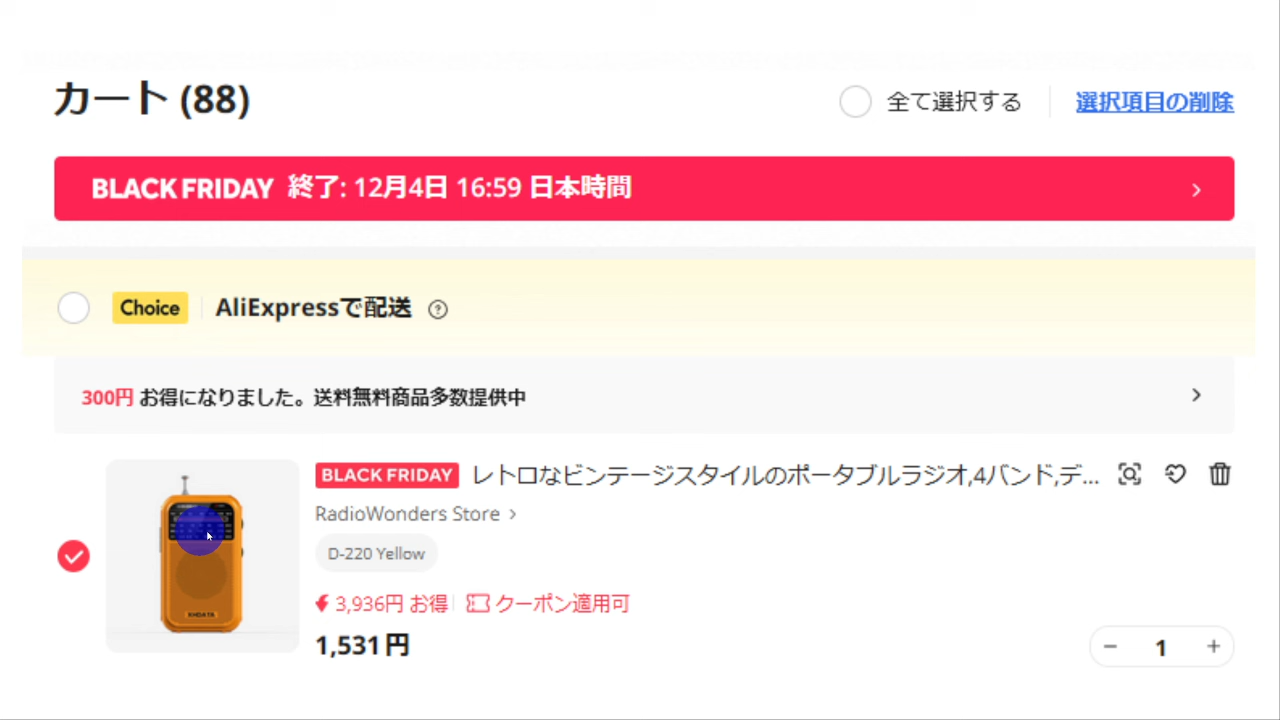 カート (88)
全て選択する
選択項目の削除
BLACK FRIDAY 終了: 12月4日 16:59 日本時間
Choice AliExpressで配送
300円 お得になりました。送料無料商品多数提供中
BLACK FRIDAY レトロなビンテージスタイルのポータブルラジオ,4バンド,デ...
RadioWonders Store
D-220 Yellow
3,936円 お得 クーポン適用可
1,531円
1
XHDATA